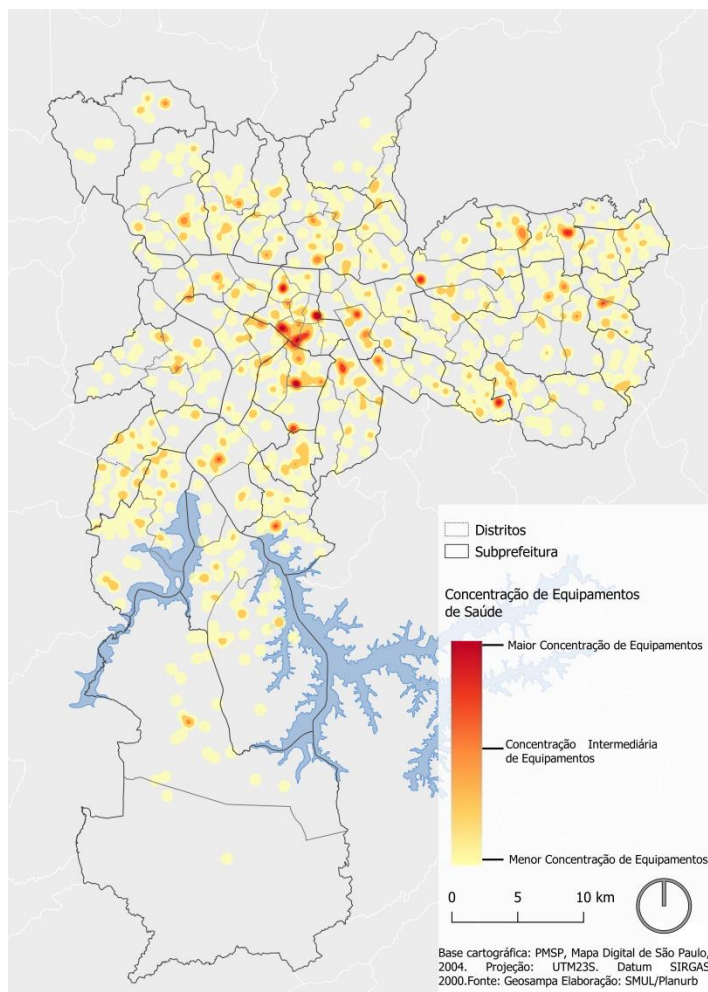 Distritos
Subprefeitura
Concentração de Equipamentos
de Saúde
Maior Concentração de Equipamentos
Concentração Intermediária
de Equipamentos
Menor Concentração de Equipamentos
0 5 10 km
Base cartográfica: PMSP, Mapa Digital de São Paulo,
2004. Projeção: UTM23S. Datum SIRGAS
2000.Fonte: Geosampa Elaboração: SMUL/Planurb